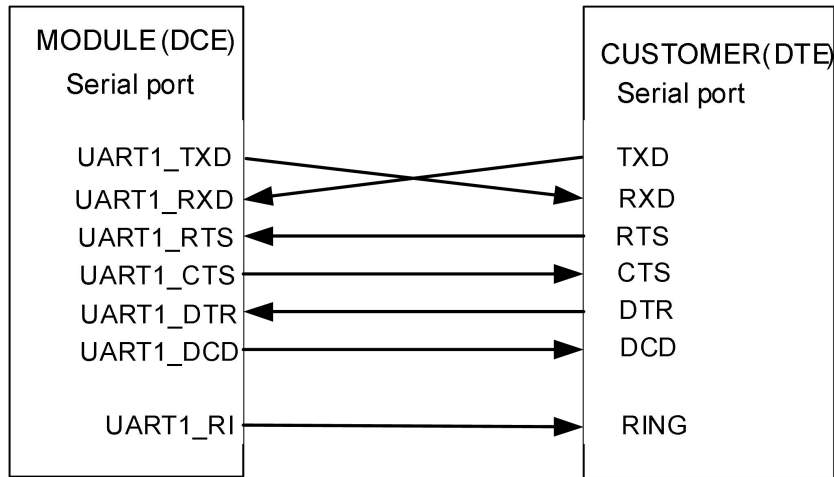 MODULE(DCE)
Serial port
UART1_TXD
UART1_RXD
UART1_RTS
UART1_CTS
UART1_DTR
UART1_DCD
UART1_RI
CUSTOMER(DTE)
Serial port
TXD
RXD
RTS
CTS
DTR
DCD
RING